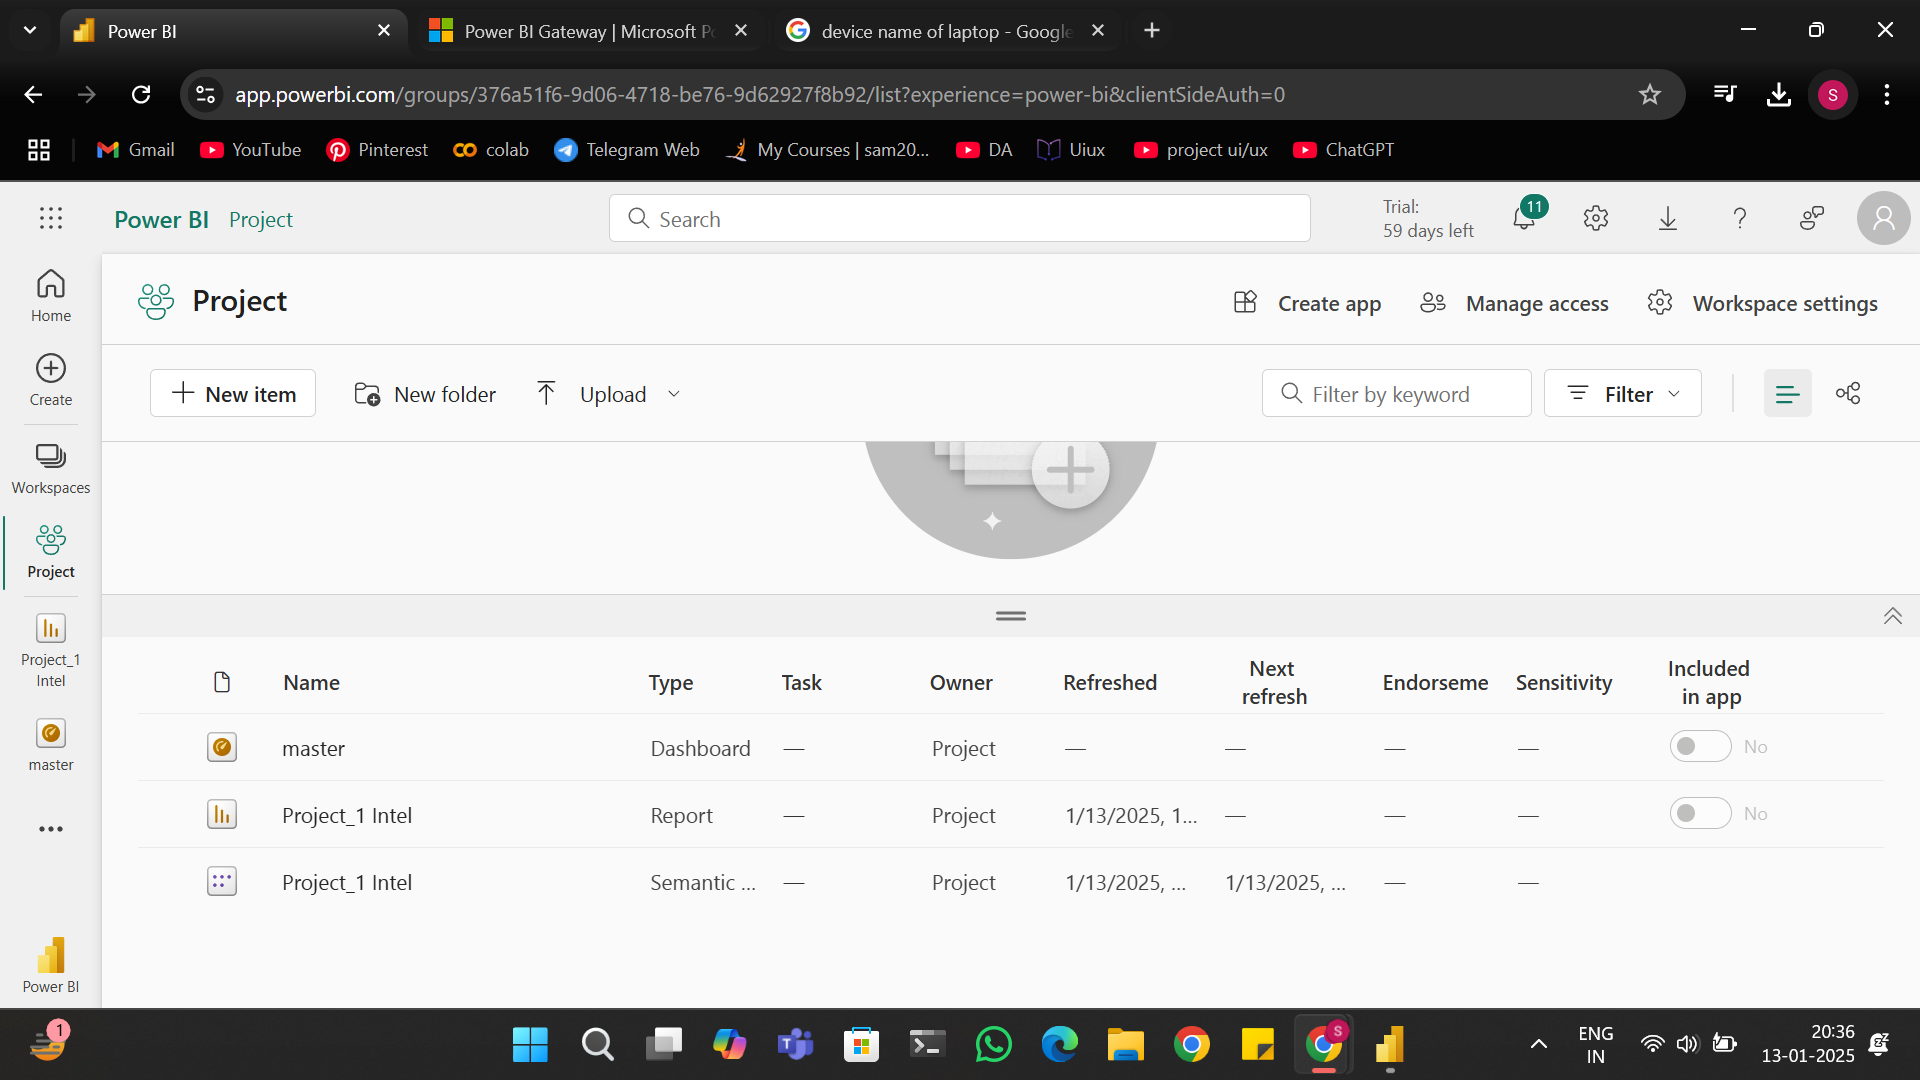 Power BI
Power BI Gateway | Microsoft Po
device name of laptop - Google
app.powerbi.com/groups/376a51f6-9d06-4718-be76-9d62927f8b92/list?experience=power-bi&clientSideAuth=0
S
Gmail
YouTube
Pinterest
colab
Telegram Web
My Courses | sam20...
DA
Uiux
project ui/ux
ChatGPT
Power BI Project
Search
Trial:
59 days left
11
Home
Create
Workspaces
Project
Project_1
Intel
master
Power BI
Project
Create app
Manage access
Workspace settings
New item
New folder
Upload
Filter by keyword
Filter
Name Type Task Owner Refreshed Next refresh Endorseme Sensitivity Included in app
master Dashboard — Project — — — — No
Project_1 Intel Report — Project 1/13/2025, 1... — — — No
Project_1 Intel Semantic ... — Project 1/13/2025, ... 1/13/2025, ... — —
1
S
ENG
IN
20:36
13-01-2025